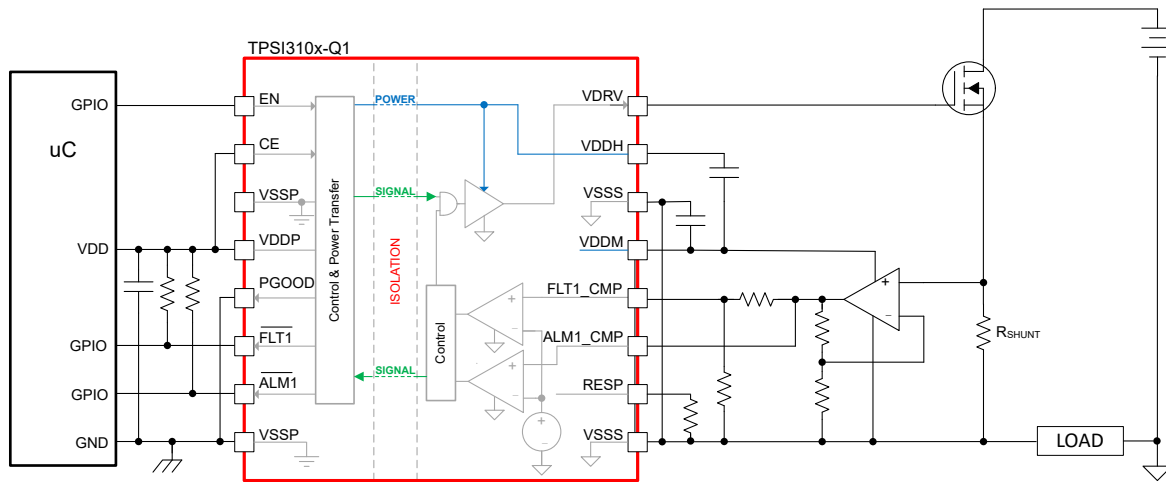 TPSI310x-Q1
uC
GPIO
VDD
GPIO
GPIO
GND
EN
CE
VSSP
VDDP
PGOOD
FLT1
ALM1
VSSP
Control & Power Transfer
POWER
SIGNAL
ISOLATION
SIGNAL
Control
+
−
+
−
+
−
VDRV
VDDH
VSSS
VDDM
FLT1_CMP
ALM1_CMP
RESP
VSSS
+
−
RSHUNT
LOAD